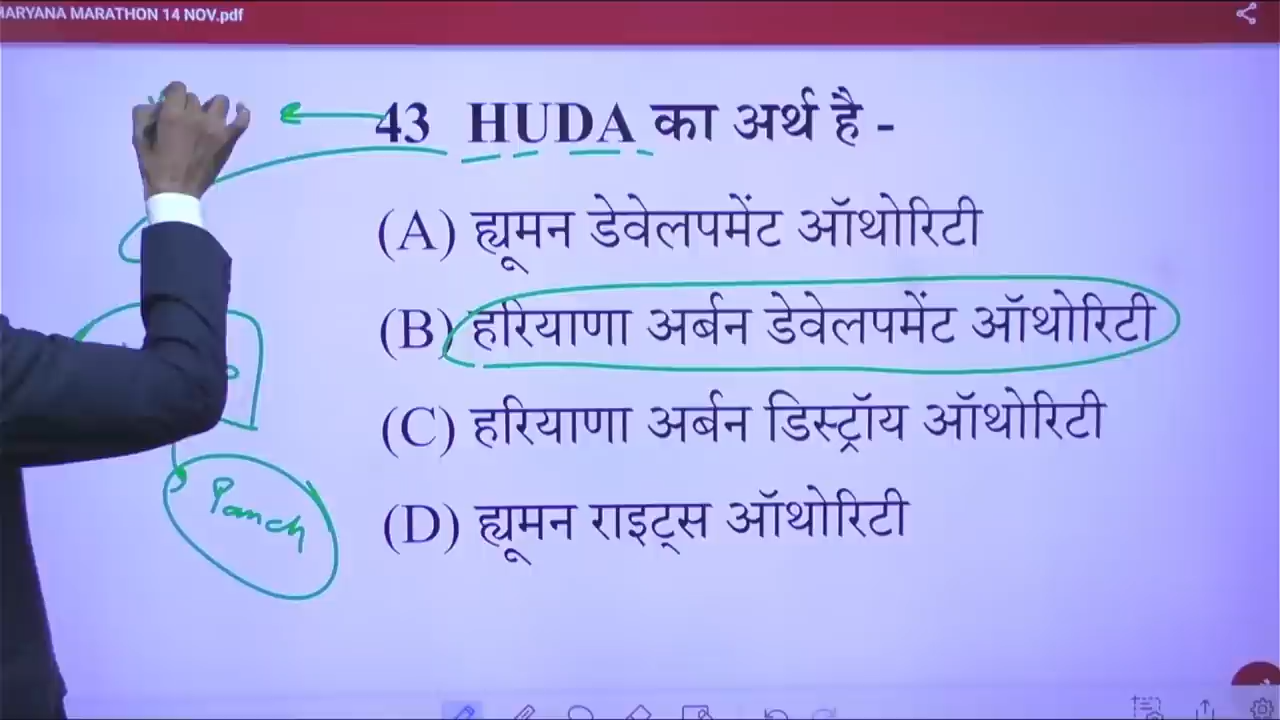 HARYANA MARATHON 14 NOV.pdf
43 HUDA का अर्थ है -
(A) ह्यूमन डेवेलपमेंट ऑथोरिटी
(B) हरियाणा अर्बन डेवेलपमेंट ऑथोरिटी
(C) हरियाणा अर्बन डिस्ट्रॉय ऑथोरिटी
(D) ह्यूमन राइट्स ऑथोरिटी
Panch